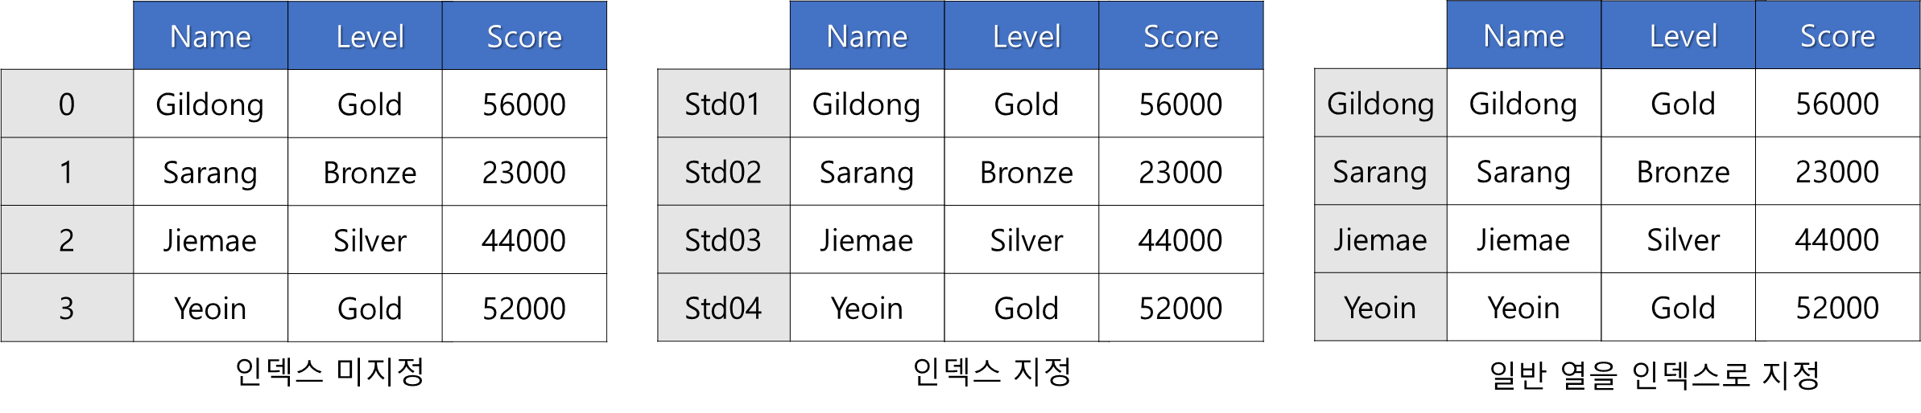 Name Level Score
0 Gildong Gold 56000
1 Sarang Bronze 23000
2 Jiemae Silver 44000
3 Yeoin Gold 52000
인덱스 미지정
Name Level Score
Std01 Gildong Gold 56000
Std02 Sarang Bronze 23000
Std03 Jiemae Silver 44000
Std04 Yeoin Gold 52000
인덱스 지정
Name Level Score
Gildong Gildong Gold 56000
Sarang Sarang Bronze 23000
Jiemae Jiemae Silver 44000
Yeoin Yeoin Gold 52000
일반 열을 인덱스로 지정